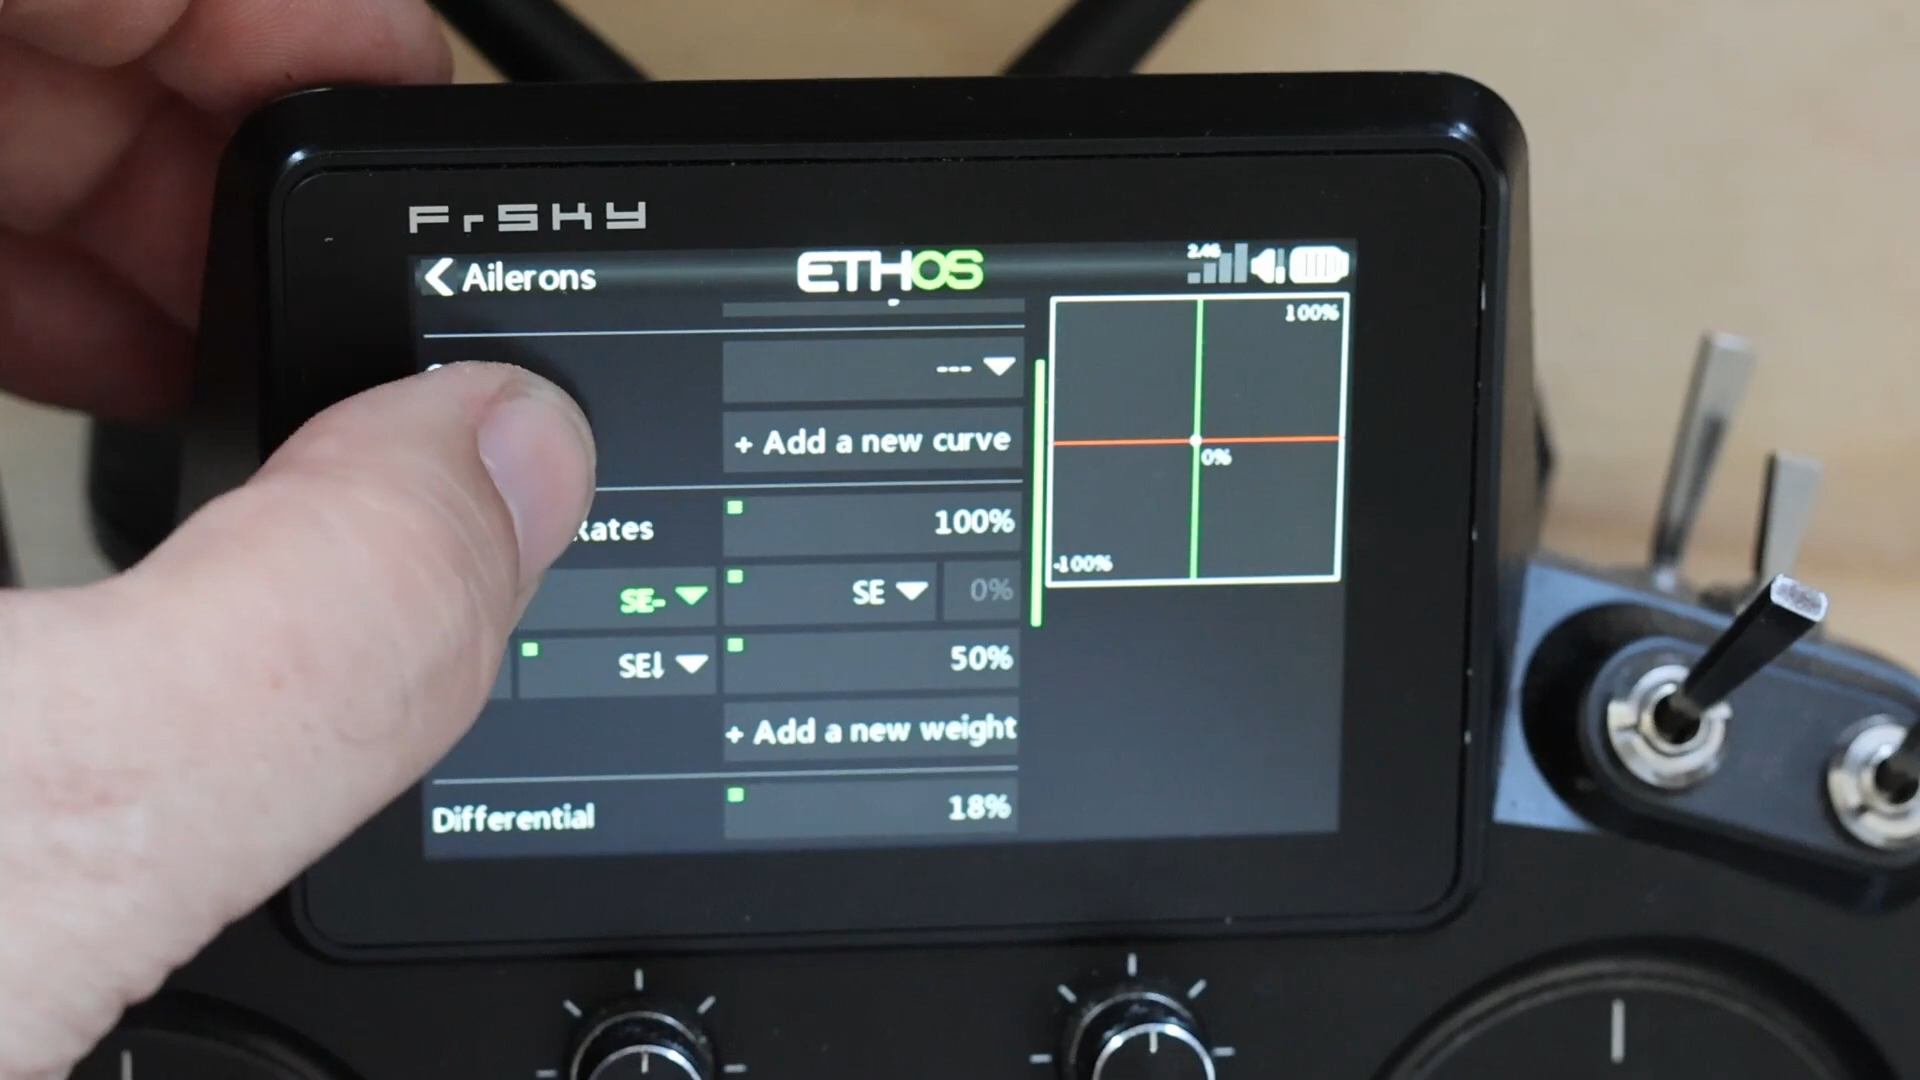 FrSKY
Ailerons
ETHOS
2.4G
100%
---
+ Add a new curve
0%
Rates
100%
-100%
SE-
SE
0%
SE↓
50%
+ Add a new weight
Differential
18%